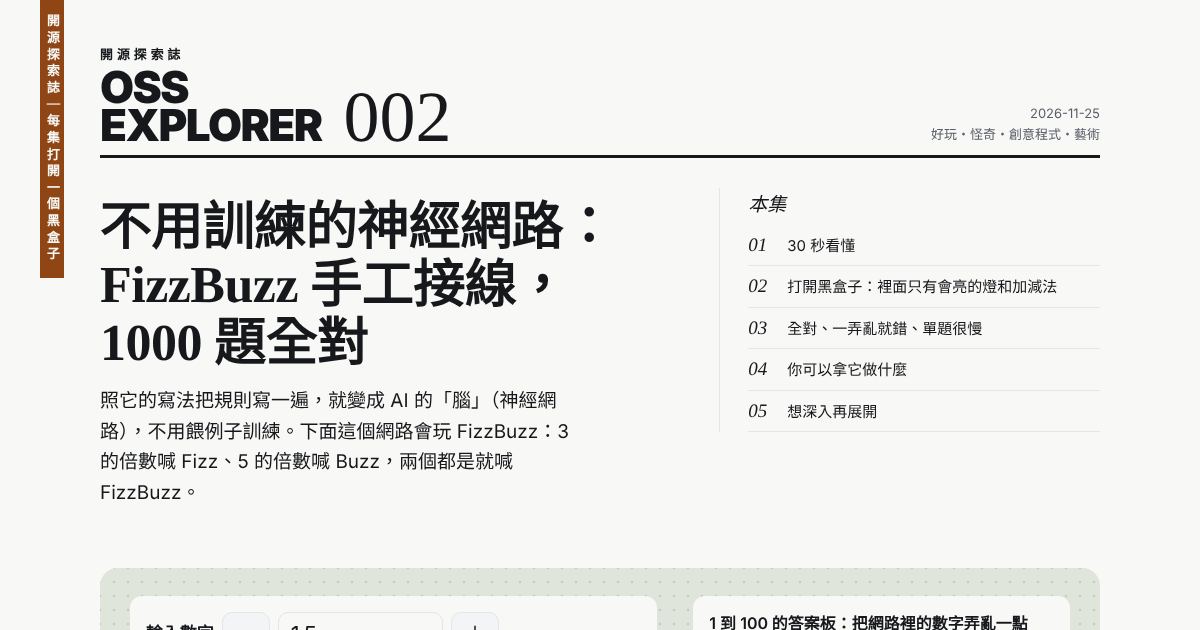 開源探索誌｜每集打開一個黑盒子
開源探索誌
OSS
EXPLORER 002
2026-11-25
好玩・怪奇・創意程式・藝術
不用訓練的神經網路：
FizzBuzz 手工接線，
1000 題全對
照它的寫法把規則寫一遍，就變成 AI 的「腦」（神經網
路），不用餵例子訓練。下面這個網路會玩 FizzBuzz：3
的倍數喊 Fizz、5 的倍數喊 Buzz，兩個都是就喊
FizzBuzz。
本集
01 30 秒看懂
02 打開黑盒子：裡面只有會亮的燈和加減法
03 全對、一弄亂就錯、單題很慢
04 你可以拿它做什麼
05 想深入再展開
輸入數字 15
1 到 100 的答案板：把網路裡的數字弄亂一點